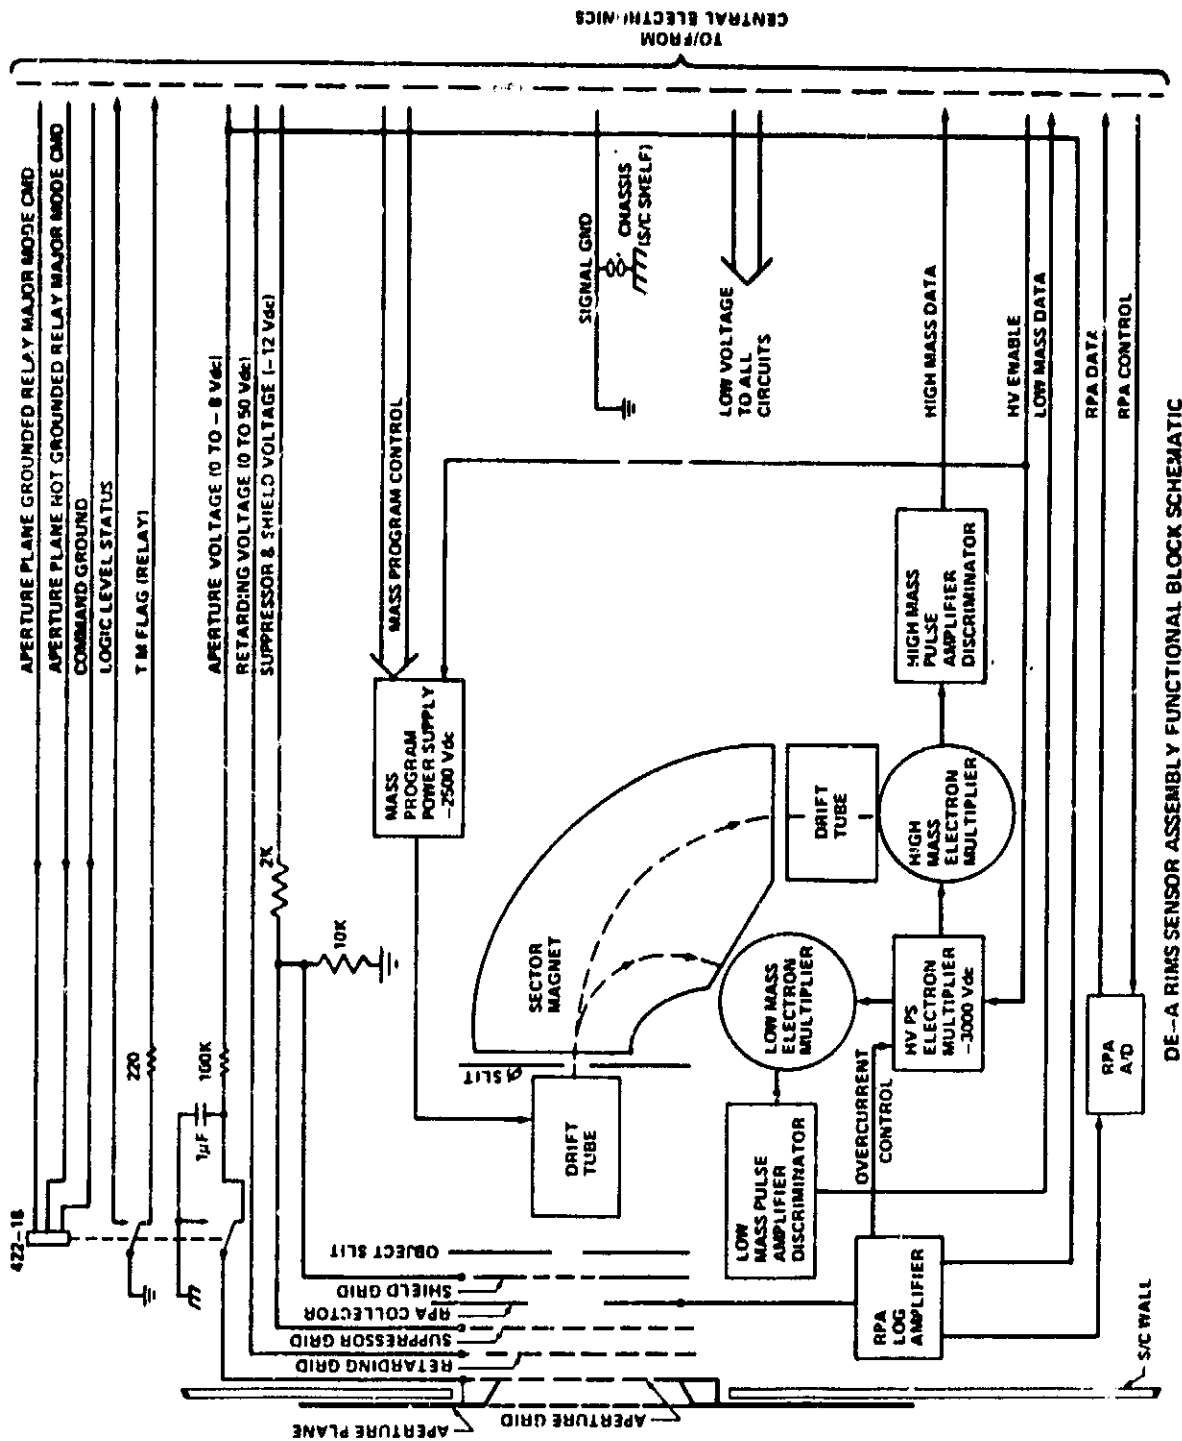 TO/FROM
CENTRAL ELECTRONICS
APERTURE PLANE GROUNDED RELAY MAJOR MODE CMD
APERTURE PLANE HOT GROUNDED RELAY MAJOR MODE CMD
COMMAND GROUND
LOGIC LEVEL STATUS
TM FLAG (RELAY)
APERTURE VOLTAGE (0 TO - 8 Vdc)
RETARDING VOLTAGE (0 TO 50 Vdc)
SUPPRESSOR & SHIELD VOLTAGE (- 12 Vdc)
MASS PROGRAM CONTROL
SIGNAL GND
CHASSIS
(S/C SHELF)
LOW VOLTAGE
TO ALL
CIRCUITS
HIGH MASS DATA
HV ENABLE
LOW MASS DATA
RPA DATA
RPA CONTROL
422-18
220
100K
1µF
2K
10K
MASS
PROGRAM
POWER SUPPLY
-2500 Vdc
SECTOR
MAGNET
SLIT
DRIFT
TUBE
DRIFT
TUBE
HIGH
MASS
ELECTRON
MULTIPLIER
HIGH MASS
PULSE
AMPLIFIER
DISCRIMINATOR
LOW MASS
ELECTRON
MULTIPLIER
HV PS
ELECTRON
MULTIPLIER
-3000 Vdc
LOW
MASS PULSE
AMPLIFIER
DISCRIMINATOR
OVERCURRENT
CONTROL
RPA
LOG
AMPLIFIER
RPA
A/D
OBJECT SLIT
SHIELD GRID
RPA COLLECTOR
SUPPRESSOR GRID
RETARDING GRID
APERTURE GRID
APERTURE PLANE
S/C WALL
DE-A RIMS SENSOR ASSEMBLY FUNCTIONAL BLOCK SCHEMATIC